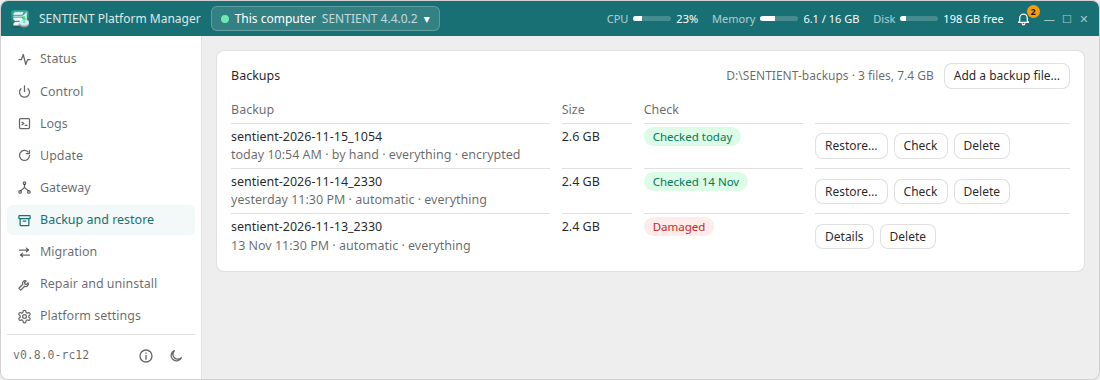 SENTIENT Platform Manager
This computer SENTIENT 4.4.0.2 ▾
CPU 23%
Memory 6.1 / 16 GB
Disk 198 GB free
2
Status
Control
Logs
Update
Gateway
Backup and restore
Migration
Repair and uninstall
Platform settings
v0.8.0-rc12
Backups
D:\SENTIENT-backups · 3 files, 7.4 GB
Add a backup file...
Backup Size Check
sentient-2026-11-15_1054 2.6 GB Checked today Restore... Check Delete
today 10:54 AM · by hand · everything · encrypted
sentient-2026-11-14_2330 2.4 GB Checked 14 Nov Restore... Check Delete
yesterday 11:30 PM · automatic · everything
sentient-2026-11-13_2330 2.4 GB Damaged Details Delete
13 Nov 11:30 PM · automatic · everything